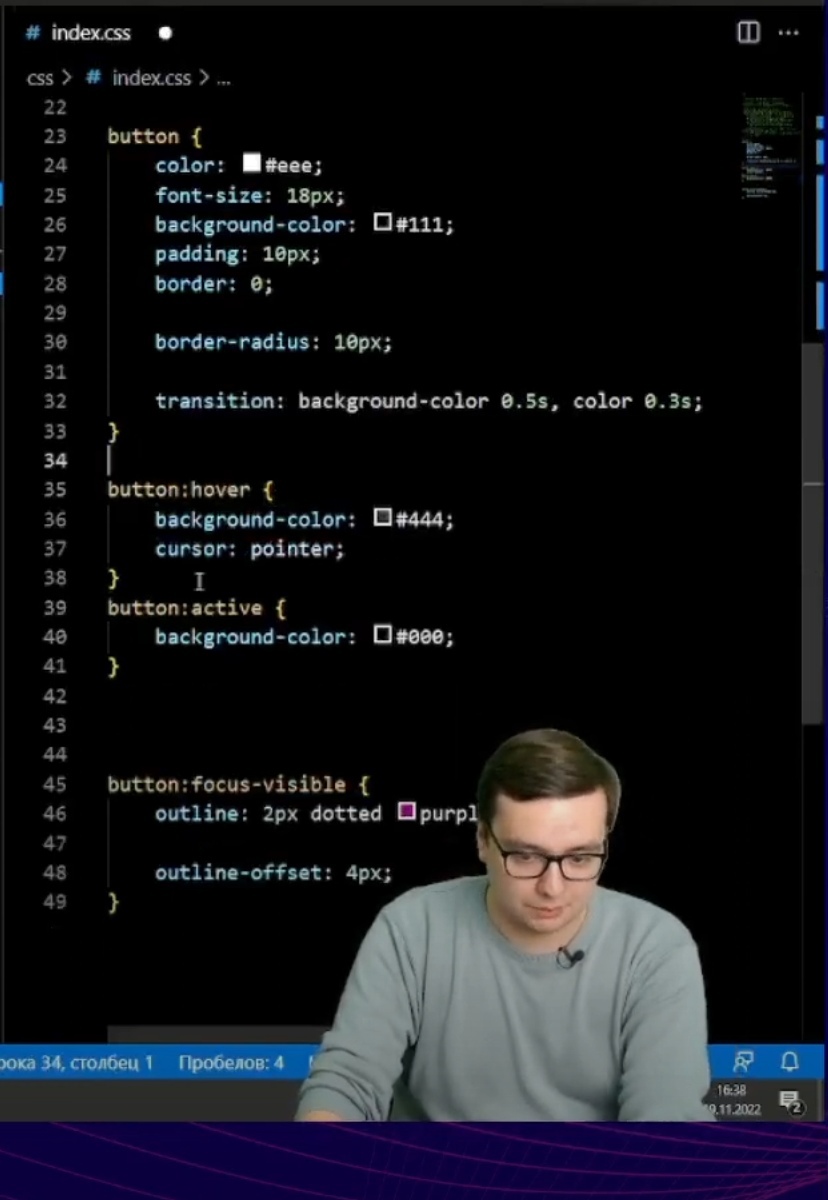 # index.css
css > # index.css > ...
22
23 button {
24 color: #eee;
25 font-size: 18px;
26 background-color: #111;
27 padding: 10px;
28 border: 0;
29
30 border-radius: 10px;
31
32 transition: background-color 0.5s, color 0.3s;
33 }
34
35 button:hover {
36 background-color: #444;
37 cursor: pointer;
38 }
39 button:active {
40 background-color: #000;
41 }
42
43
44
45 button:focus-visible {
46 outline: 2px dotted purpl
47
48 outline-offset: 4px;
49 }
рока 34, столбец 1 Пробелов: 4
16:38
9.11.2022
2